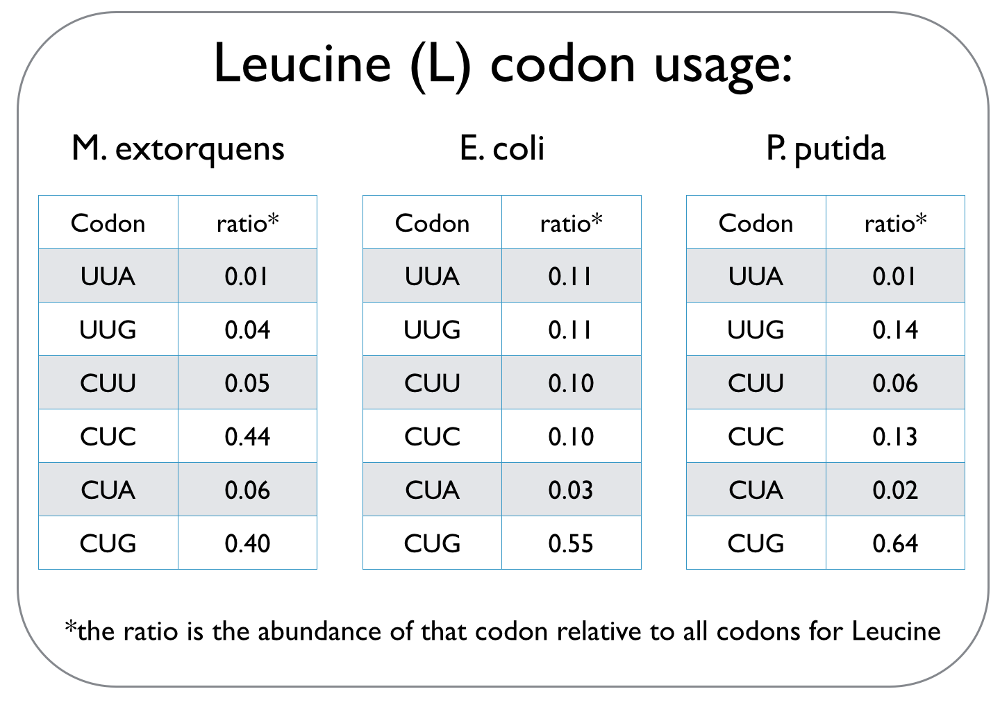 Leucine (L) codon usage:
M. extorquens
Codon ratio*
UUA 0.01
UUG 0.04
CUU 0.05
CUC 0.44
CUA 0.06
CUG 0.40
E. coli
Codon ratio*
UUA 0.11
UUG 0.11
CUU 0.10
CUC 0.10
CUA 0.03
CUG 0.55
P. putida
Codon ratio*
UUA 0.01
UUG 0.14
CUU 0.06
CUC 0.13
CUA 0.02
CUG 0.64
*the ratio is the abundance of that codon relative to all codons for Leucine